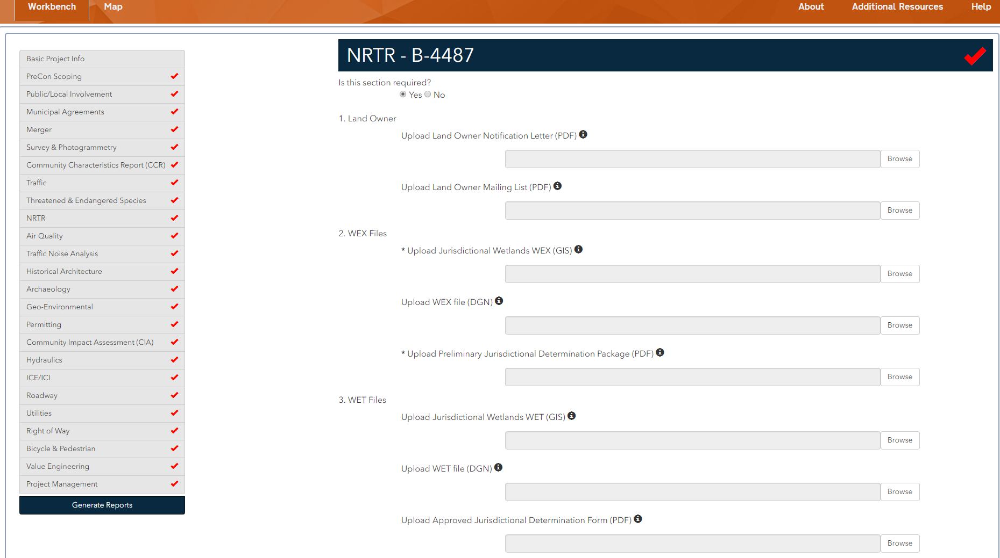 Workbench Map About Additional Resources Help
Basic Project Info
PreCon Scoping
Public/Local Involvement
Municipal Agreements
Merger
Survey & Photogrammetry
Community Characteristics Report (CCR)
Traffic
Threatened & Endangered Species
NRTR
Air Quality
Traffic Noise Analysis
Historical Architecture
Archaeology
Geo-Environmental
Permitting
Community Impact Assessment (CIA)
Hydraulics
ICE/ICI
Roadway
Utilities
Right of Way
Bicycle & Pedestrian
Value Engineering
Project Management
Generate Reports
NRTR - B-4487
Is this section required?
Yes No
1. Land Owner
Upload Land Owner Notification Letter (PDF)
Browse
Upload Land Owner Mailing List (PDF)
Browse
2. WEX Files
* Upload Jurisdictional Wetlands WEX (GIS)
Browse
Upload WEX file (DGN)
Browse
* Upload Preliminary Jurisdictional Determination Package (PDF)
Browse
3. WET Files
Upload Jurisdictional Wetlands WET (GIS)
Browse
Upload WET file (DGN)
Browse
Upload Approved Jurisdictional Determination Form (PDF)
Browse